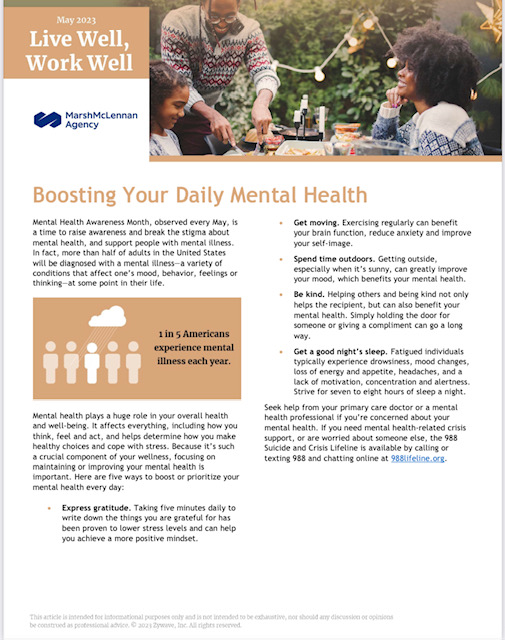 May 2023
Live Well,
Work Well
MarshMcLennan
Agency
Boosting Your Daily Mental Health
Mental Health Awareness Month, observed every May, is
a time to raise awareness and break the stigma about
mental health, and support people with mental illness.
In fact, more than half of adults in the United States
will be diagnosed with a mental illness—a variety of
conditions that affect one's mood, behavior, feelings or
thinking—at some point in their life.
1 in 5 Americans
experience mental
illness each year.
Mental health plays a huge role in your overall health
and well-being. It affects everything, including how you
think, feel and act, and helps determine how you make
healthy choices and cope with stress. Because it's such
a crucial component of your wellness, focusing on
maintaining or improving your mental health is
important. Here are five ways to boost or prioritize your
mental health every day:
• Express gratitude. Taking five minutes daily to
write down the things you are grateful for has
been proven to lower stress levels and can help
you achieve a more positive mindset.
• Get moving. Exercising regularly can benefit
your brain function, reduce anxiety and improve
your self-image.
• Spend time outdoors. Getting outside,
especially when it's sunny, can greatly improve
your mood, which benefits your mental health.
• Be kind. Helping others and being kind not only
helps the recipient, but can also benefit your
mental health. Simply holding the door for
someone or giving a compliment can go a long
way.
• Get a good night's sleep. Fatigued individuals
typically experience drowsiness, mood changes,
loss of energy and appetite, headaches, and a
lack of motivation, concentration and alertness.
Strive for seven to eight hours of sleep a night.
Seek help from your primary care doctor or a mental
health professional if you're concerned about your
mental health. If you need mental health-related crisis
support, or are worried about someone else, the 988
Suicide and Crisis Lifeline is available by calling or
texting 988 and chatting online at 988lifeline.org.
This article is intended for informational purposes only and is not intended to be exhaustive, nor should any discussion or opinions
be construed as professional advice. © 2023 Zywave, Inc. All rights reserved.